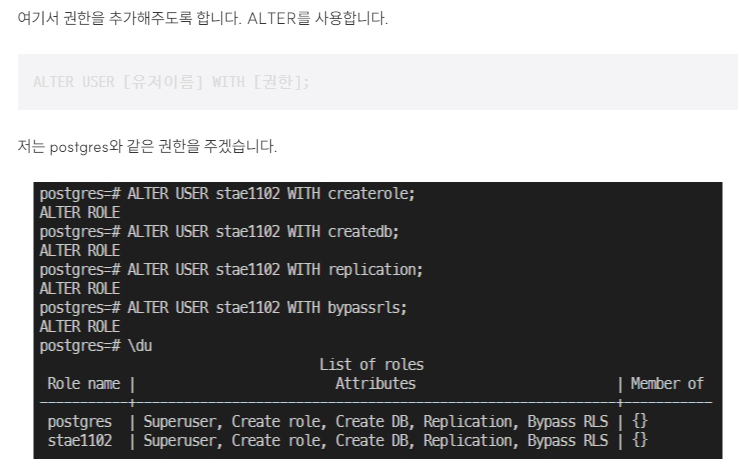 여기서 권한을 추가해주도록 합니다. ALTER를 사용합니다.
ALTER USER [유저이름] WITH [권한];
저는 postgres와 같은 권한을 주겠습니다.
postgres=# ALTER USER stae1102 WITH createrole;
ALTER ROLE
postgres=# ALTER USER stae1102 WITH createdb;
ALTER ROLE
postgres=# ALTER USER stae1102 WITH replication;
ALTER ROLE
postgres=# ALTER USER stae1102 WITH bypassrls;
ALTER ROLE
postgres=# \du
List of roles
Role name | Attributes | Member of
-----------+------------------------------------------------------------+-----------
postgres | Superuser, Create role, Create DB, Replication, Bypass RLS | {}
stae1102 | Superuser, Create role, Create DB, Replication, Bypass RLS | {}